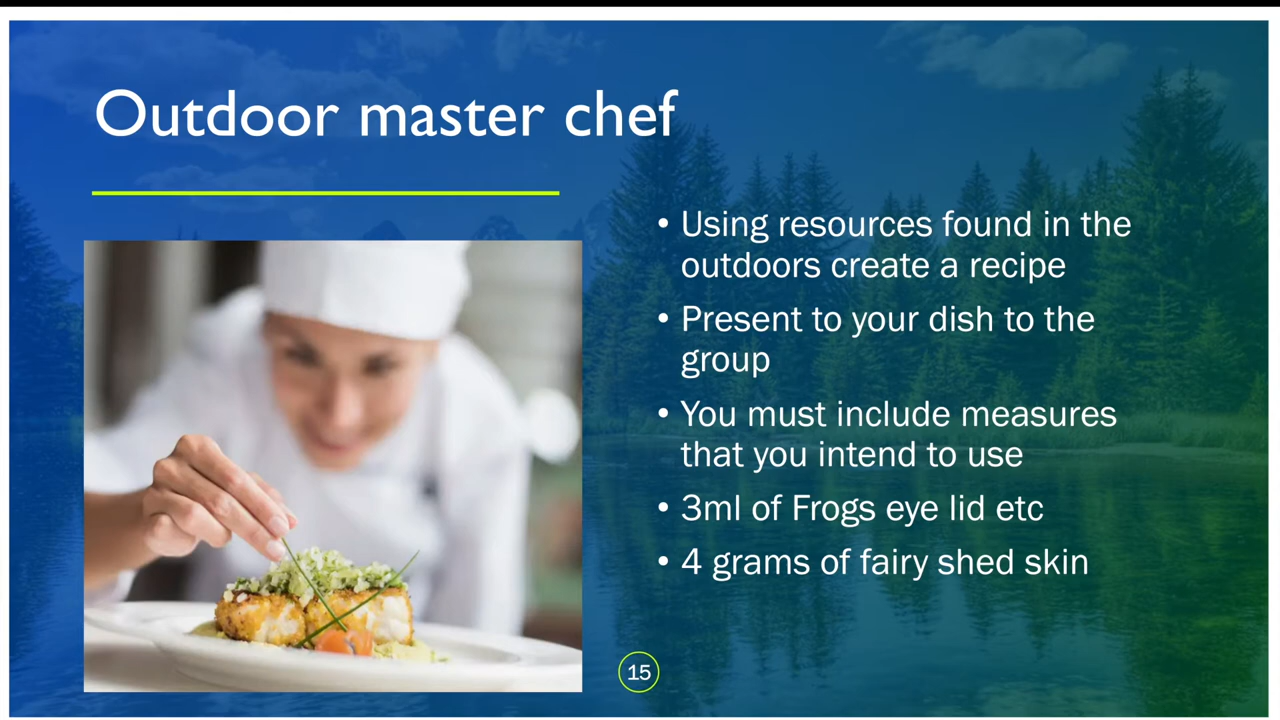 Outdoor master chef
• Using resources found in the
outdoors create a recipe
• Present to your dish to the
group
• You must include measures
that you intend to use
• 3ml of Frogs eye lid etc
• 4 grams of fairy shed skin
15